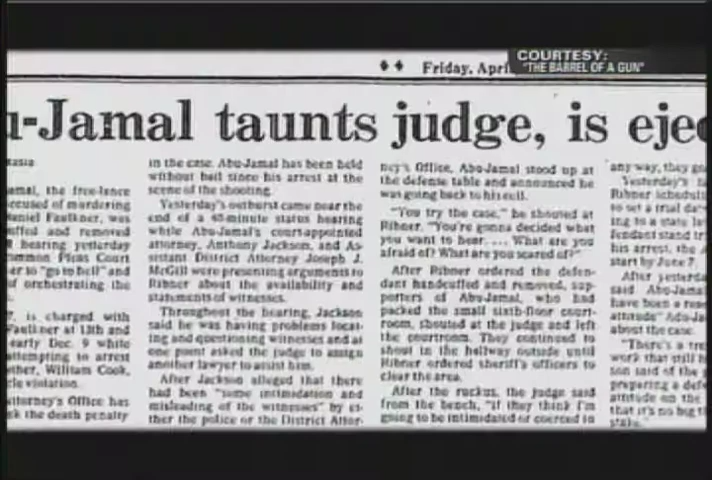 COURTESY:
"THE BARREL OF A GUN"
Friday, Apri
u-Jamal taunts judge, is ejec
amal, the free-lance
ccused of murdering
aniel Faulkner, was
uffed and removed
hearing yesterday
ommon Pleas Court
er to "go to hell" and
of orchestrating the
7, is charged with
Faulkner at 13th and
early Dec. 9 while
attempting to arrest
ther, William Cook,
cle violation.
ttorney's Office has
sk the death penalty
in the case. Abu-Jamal has been held
without bail since his arrest at the
scene of the shooting.
Yesterday's outburst came near the
end of a 40-minute status hearing
while Abu-Jamal's court-appointed
attorney, Anthony Jackson, and As-
sistant District Attorney Joseph J.
McGill were presenting arguments to
Ribner about the availability and
statements of witnesses.
Throughout the hearing, Jackson
said he was having problems locat-
ing and questioning witnesses and at
one point asked the judge to assign
another lawyer to assist him.
After Jackson alleged that there
had been "some intimidation and
misleading of the witnesses" by ei-
ther the police or the District Attor-
ney's Office, Abu-Jamal stood up at
the defense table and announced he
was going back to his cell.
"You try the case," he shouted at
Ribner. "You're gonna decided what
you want to hear. ... What are you
afraid of? What are you scared of?"
After Ribner ordered the defen-
dant handcuffed and removed, sup-
porters of Abu-Jamal, who had
packed the small sixth-floor court-
room, shouted at the judge and left
the courtroom. They continued to
shout in the hallway outside until
Ribner ordered sheriff's officers to
clear the area.
After the ruckus, the judge said
from the bench, "If they think I'm
going to be intimidated or coerced in
any way, they
Yesterday's
Ribner schedul
to set a trial da
ing to a state
fendant stand tr
his arrest, the
start by June 7.
After yesterd
said Abu-Jama
have been a
attitude"
about the case.
"There's a tre
work that still
son said of the
preparing a defe
attitude on the
that it's no big t
stake."